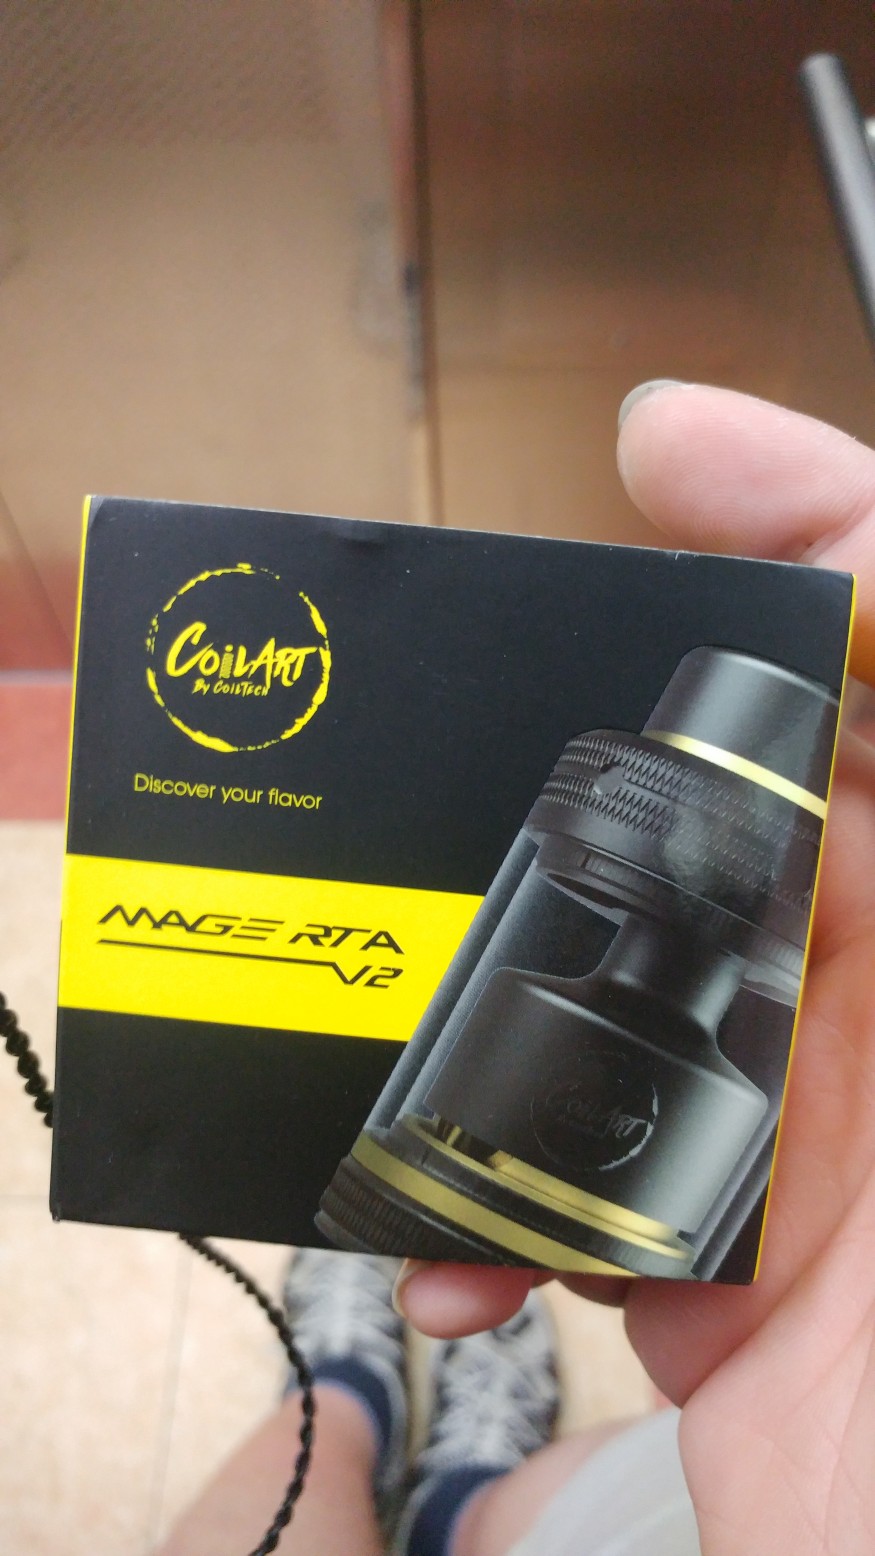 CoilART
By COILTECH
Discover your flavor
MAGE RTA
V2
COILART